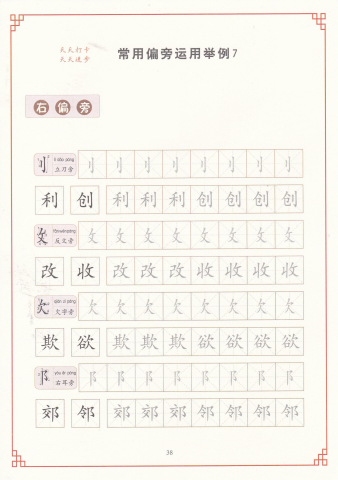 天天打卡
天天进步
常用偏旁运用举例7
右偏旁
刂 lì dāo páng 立刀旁 刂 刂 刂 刂 刂 刂 刂
利 创 利 利 利 创 创 创 创
攵 fǎnwénpáng 反文旁 攵 攵 攵 攵 攵 攵 攵
改 收 改 改 改 收 收 收 收
欠 qiàn zì páng 欠字旁 欠 欠 欠 欠 欠 欠 欠
欺 欲 欺 欺 欺 欲 欲 欲 欲
阝 yòu ěr páng 右耳旁 阝 阝 阝 阝 阝 阝 阝
郊 邻 郊 郊 郊 邻 邻 邻 邻
38